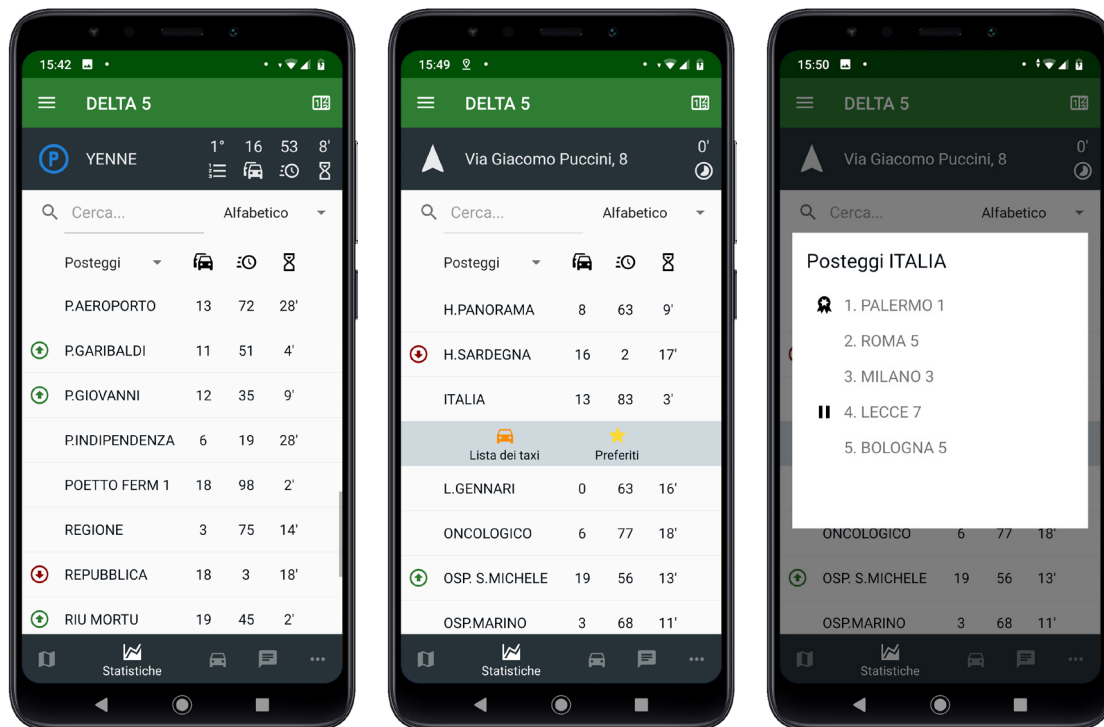 15:42
DELTA 5
YENNE 1° 16 53 8'
Cerca... Alfabetico
Posteggi
P.AEROPORTO 13 72 28'
P.GARIBALDI 11 51 4'
P.GIOVANNI 12 35 9'
P.INDIPENDENZA 6 19 28'
POETTO FERM 1 18 98 2'
REGIONE 3 75 14'
REPUBBLICA 18 3 18'
RIU MORTU 19 45 2'
Statistiche
15:49
DELTA 5
Via Giacomo Puccini, 8 0'
Cerca... Alfabetico
Posteggi
H.PANORAMA 8 63 9'
H.SARDEGNA 16 2 17'
ITALIA 13 83 3'
Lista dei taxi Preferiti
L.GENNARI 0 63 16'
ONCOLOGICO 6 77 18'
OSP. S.MICHELE 19 56 13'
OSP.MARINO 3 68 11'
Statistiche
15:50
DELTA 5
Via Giacomo Puccini, 8 0'
Cerca... Alfabetico
Posteggi ITALIA
1. PALERMO 1
2. ROMA 5
3. MILANO 3
4. LECCE 7
5. BOLOGNA 5
ONCOLOGICO 6 77 18'
OSP. S.MICHELE 19 56 13'
OSP.MARINO 3 68 11'
Statistiche